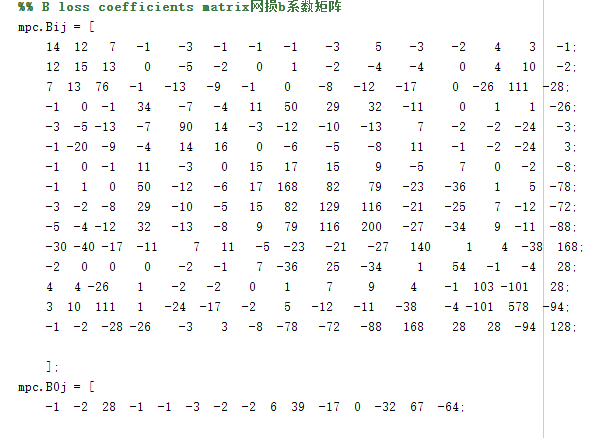 %% B loss coefficients matrix网损b系数矩阵
mpc.Bij = [
14 12 7 -1 -3 -1 -1 -1 -3 5 -3 -2 4 3 -1;
12 15 13 0 -5 -2 0 1 -2 -4 -4 0 4 10 -2;
7 13 76 -1 -13 -9 -1 0 -8 -12 -17 0 -26 111 -28;
-1 0 -1 34 -7 -4 11 50 29 32 -11 0 1 1 -26;
-3 -5 -13 -7 90 14 -3 -12 -10 -13 7 -2 -2 -24 -3;
-1 -20 -9 -4 14 16 0 -6 -5 -8 11 -1 -2 -24 3;
-1 0 -1 11 -3 0 15 17 15 9 -5 7 0 -2 -8;
-1 1 0 50 -12 -6 17 168 82 79 -23 -36 1 5 -78;
-3 -2 -8 29 -10 -5 15 82 129 116 -21 -25 7 -12 -72;
-5 -4 -12 32 -13 -8 9 79 116 200 -27 -34 9 -11 -88;
-30 -40 -17 -11 7 11 -5 -23 -21 -27 140 1 4 -38 168;
-2 0 0 0 -2 -1 7 -36 25 -34 1 54 -1 -4 28;
4 4 -26 1 -2 -2 0 1 7 9 4 -1 103 -101 28;
3 10 111 1 -24 -17 -2 5 -12 -11 -38 -4 -101 578 -94;
-1 -2 -28 -26 -3 3 -8 -78 -72 -88 168 28 28 -94 128;
];
mpc.B0j = [
-1 -2 28 -1 -1 -3 -2 -2 6 39 -17 0 -32 67 -64;